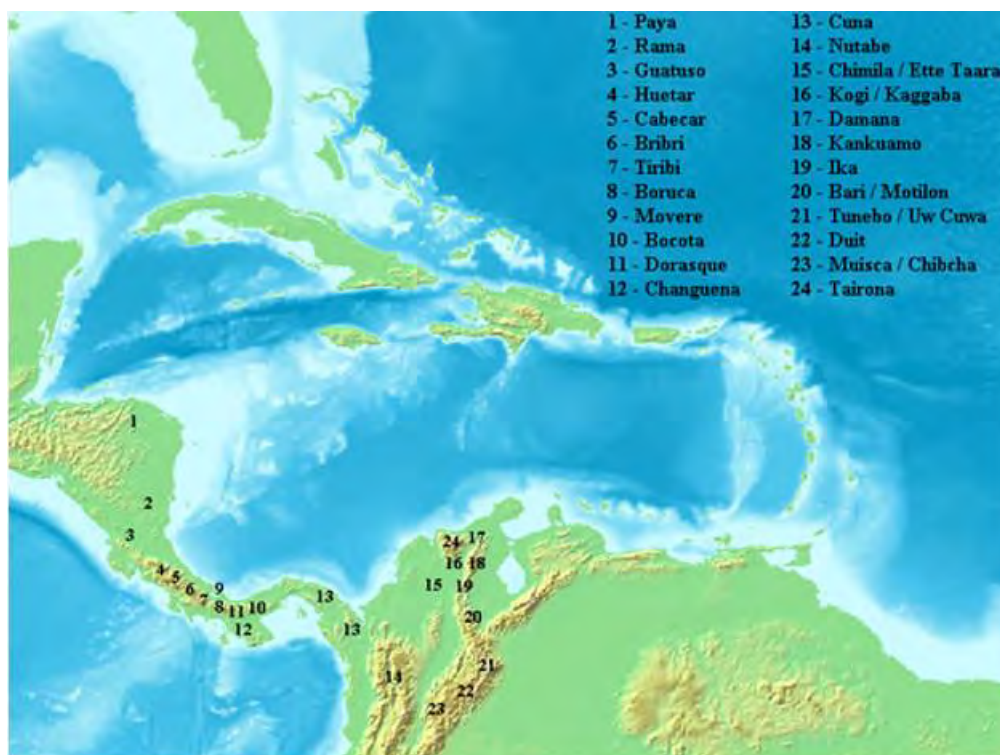 1 - Paya
2 - Rama
3 - Guatuso
4 - Huetar
5 - Cabecar
6 - Bribri
7 - Tiribi
8 - Boruca
9 - Movere
10 - Bocota
11 - Dorasque
12 - Changuena
13 - Cuna
14 - Nutabe
15 - Chimila / Ette Taara
16 - Kogi / Kaggaba
17 - Damana
18 - Kankuamo
19 - Ika
20 - Bari / Motilon
21 - Tunebo / Uw Cuwa
22 - Duit
23 - Muisca / Chibcha
24 - Tairona
1
2
3
4
5
6
7
8
9
10
11
12
13
13
24
17
16
18
15
19
20
21
14
22
23